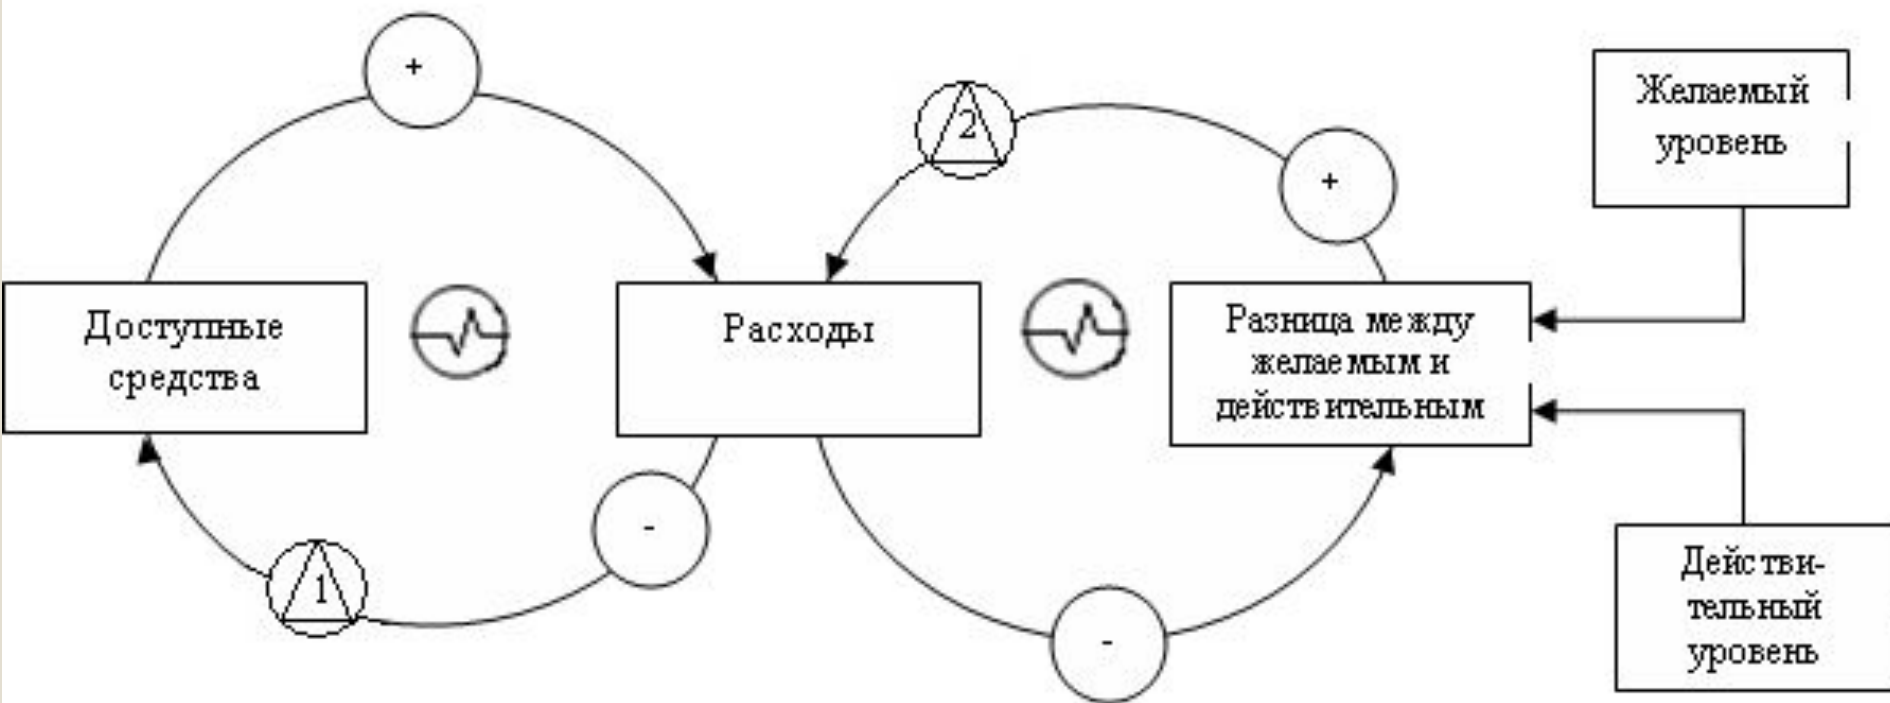 +
2
Желаемый
уровень
+
Доступные
средства
Расходы
Разница между
желаемым и
действительным
-
1
-
Действи-
тельный
уровень